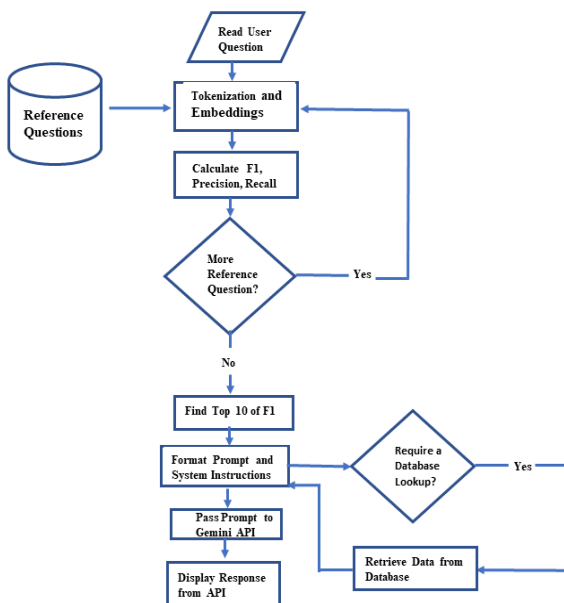 Read User
Question
Reference
Questions
Tokenization and
Embeddings
Calculate F1,
Precision, Recall
More
Reference
Question?
Yes
No
Find Top 10 of F1
Format Prompt and
System Instructions
Require a
Database
Lookup?
Yes
Pass Prompt to
Gemini API
Retrieve Data from
Database
Display Response
from API